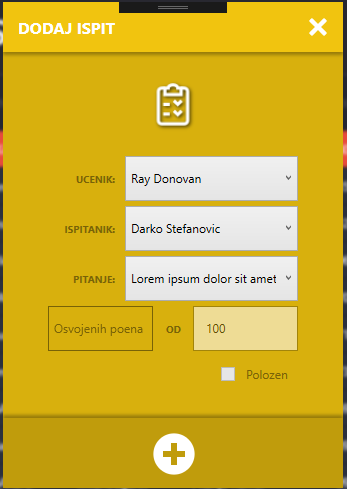 DODAJ ISPIT
UCENIK: Ray Donovan
ISPITANIK: Darko Stefanovic
PITANJE: Lorem ipsum dolor sit amet
Osvojenih poena OD 100
Polozen